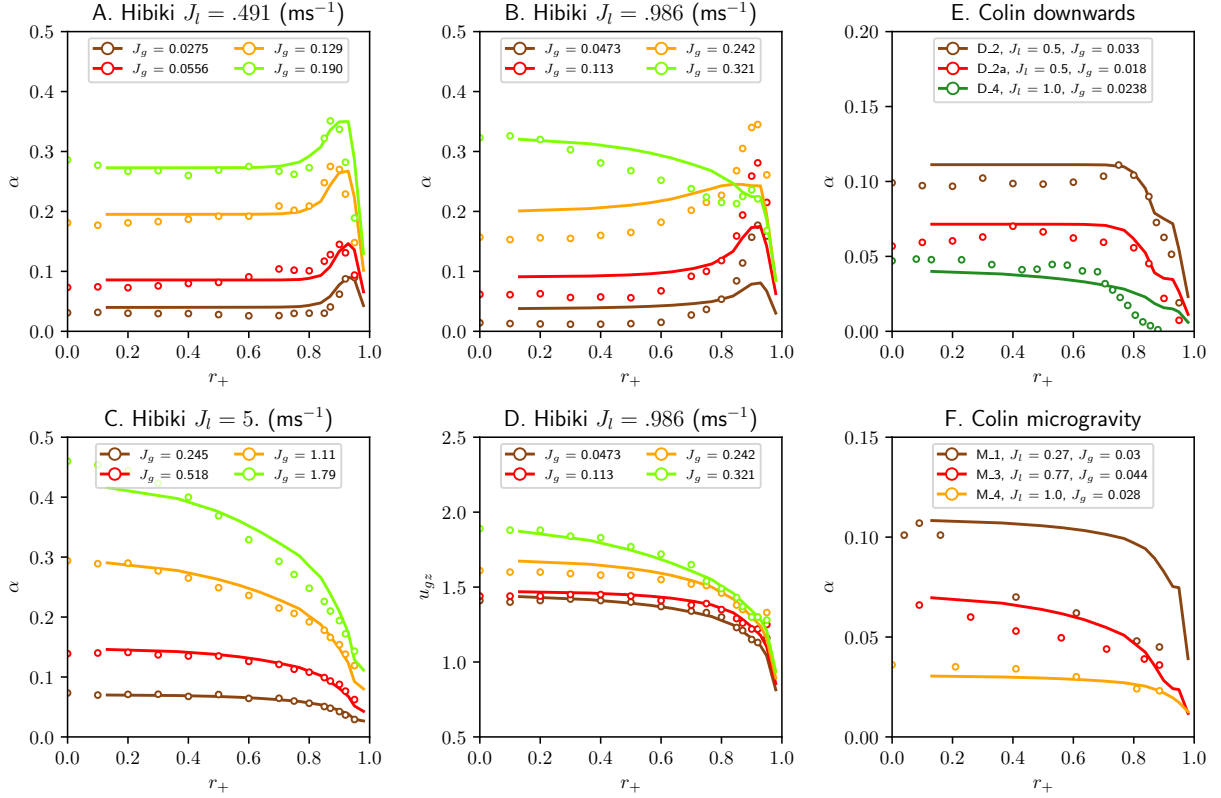 A. Hibiki J_l = .491 (ms⁻¹)
J_g = 0.0275
J_g = 0.129
J_g = 0.0556
J_g = 0.190
0.5
0.4
0.3
0.2
0.1
0.0
α
0.0 0.2 0.4 0.6 0.8 1.0
r₊
B. Hibiki J_l = .986 (ms⁻¹)
J_g = 0.0473
J_g = 0.242
J_g = 0.113
J_g = 0.321
0.5
0.4
0.3
0.2
0.1
0.0
α
0.0 0.2 0.4 0.6 0.8 1.0
r₊
E. Colin downwards
D_2, J_l = 0.5, J_g = 0.033
D_2a, J_l = 0.5, J_g = 0.018
D_4, J_l = 1.0, J_g = 0.0238
0.20
0.15
0.10
0.05
0.00
α
0.0 0.2 0.4 0.6 0.8 1.0
r₊
C. Hibiki J_l = 5. (ms⁻¹)
J_g = 0.245
J_g = 1.11
J_g = 0.518
J_g = 1.79
0.5
0.4
0.3
0.2
0.1
0.0
α
0.0 0.2 0.4 0.6 0.8 1.0
r₊
D. Hibiki J_l = .986 (ms⁻¹)
J_g = 0.0473
J_g = 0.242
J_g = 0.113
J_g = 0.321
2.5
2.0
1.5
1.0
0.5
u_gz
0.0 0.2 0.4 0.6 0.8 1.0
r₊
F. Colin microgravity
M_1, J_l = 0.27, J_g = 0.03
M_3, J_l = 0.77, J_g = 0.044
M_4, J_l = 1.0, J_g = 0.028
0.15
0.10
0.05
0.00
α
0.0 0.2 0.4 0.6 0.8 1.0
r₊